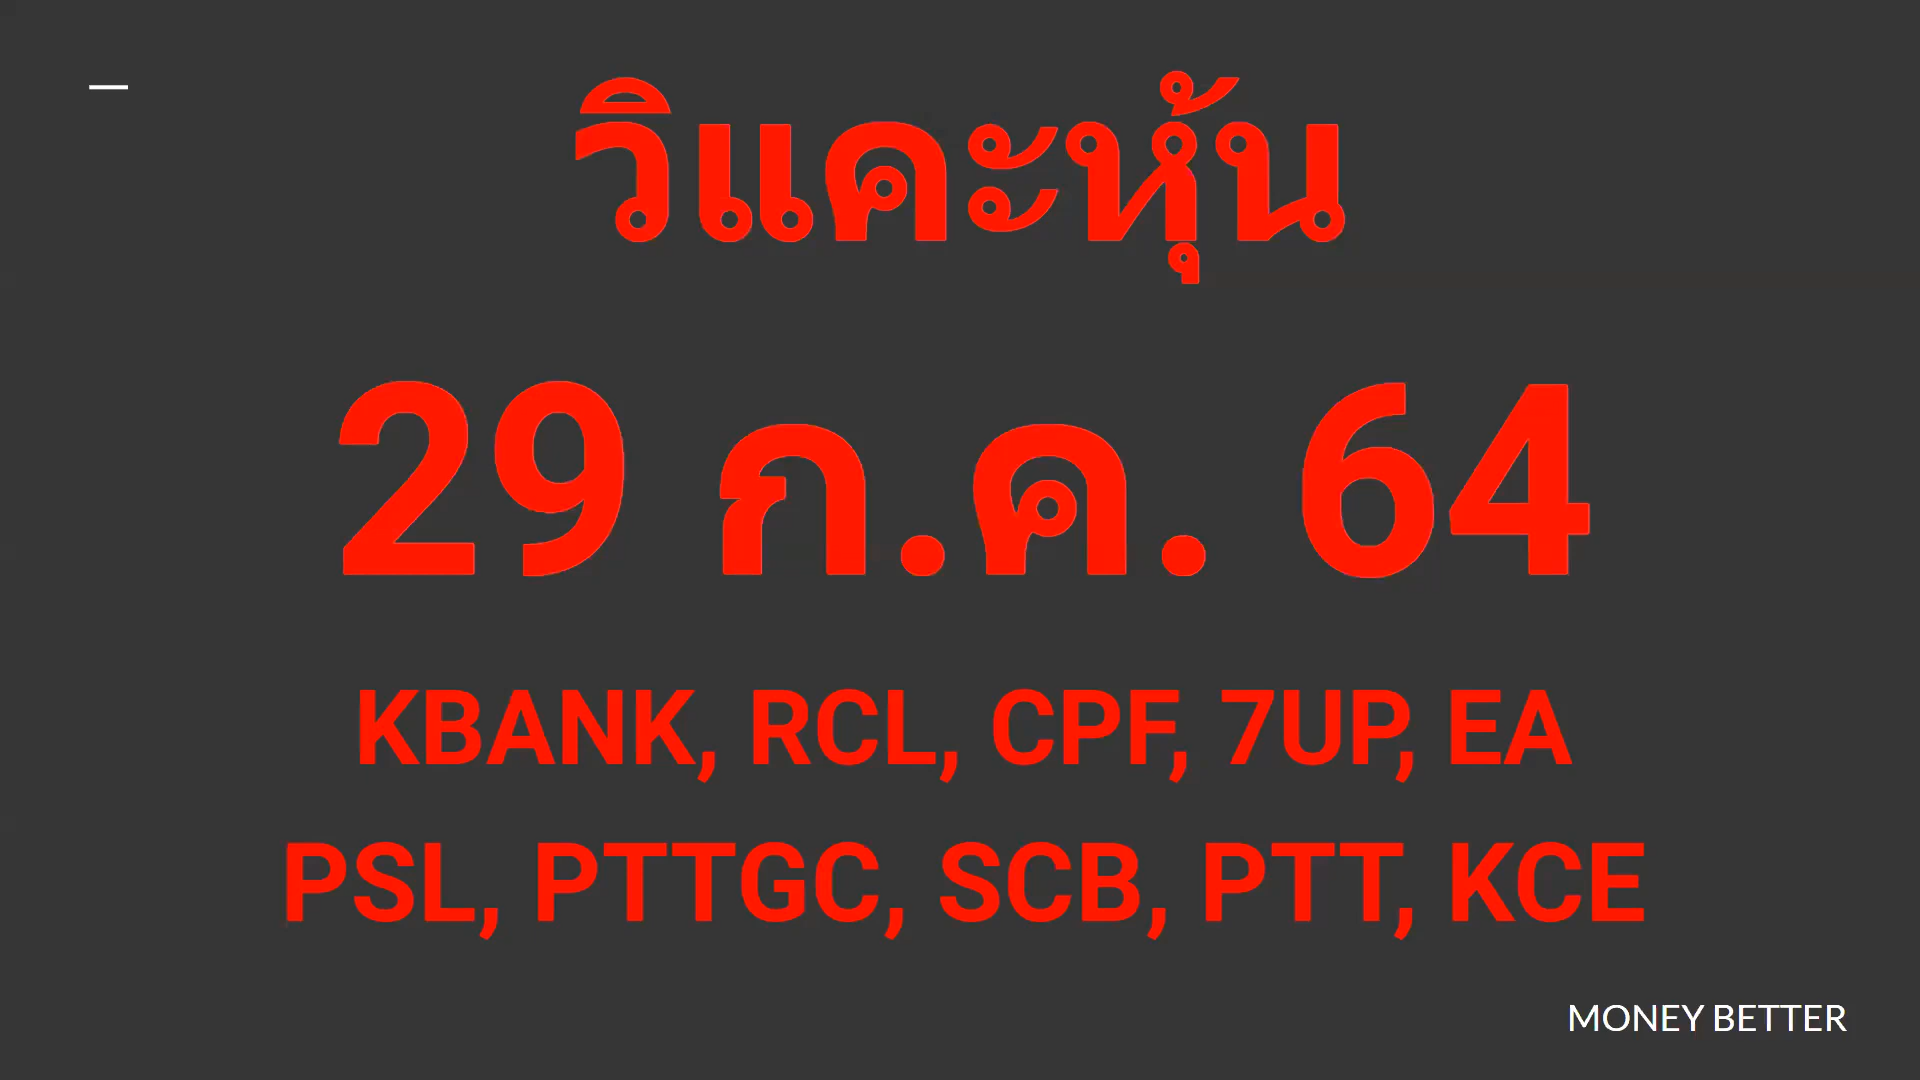 วิแคะหุ้น
29 ก.ค. 64
KBANK, RCL, CPF, 7UP, EA
PSL, PTTGC, SCB, PTT, KCE
MONEY BETTER